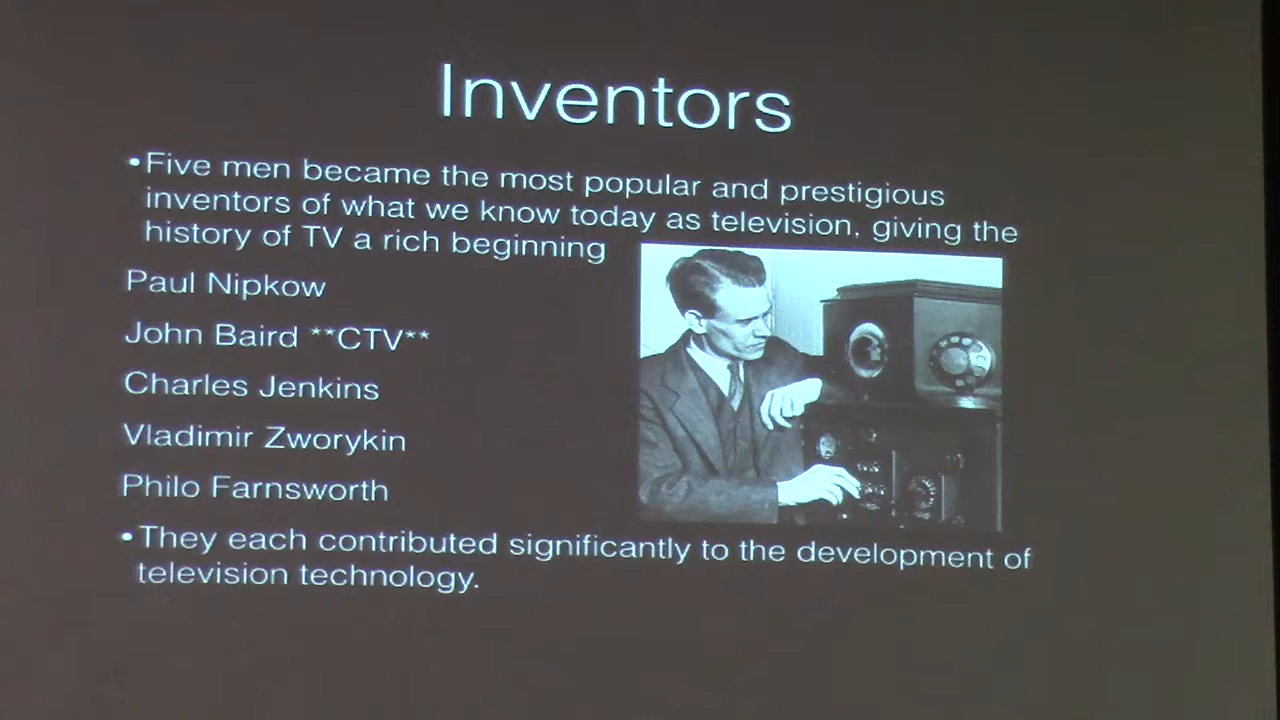 Inventors
•Five men became the most popular and prestigious
inventors of what we know today as television, giving the
history of TV a rich beginning
Paul Nipkow
John Baird **CTV**
Charles Jenkins
Vladimir Zworykin
Philo Farnsworth
•They each contributed significantly to the development of
television technology.